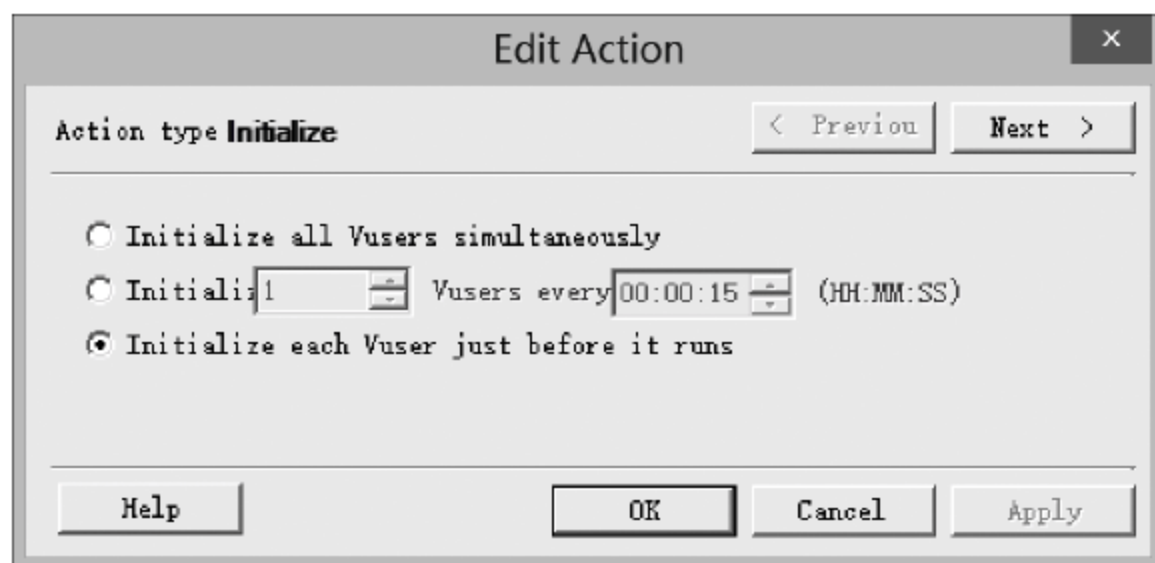 Edit Action
×
Action type Initialize
< Previou
Next >
Initialize all Vusers simultaneously
Initiali 1 Vusers every 00:00:15 (HH:MM:SS)
Initialize each Vuser just before it runs
Help
OK
Cancel
Apply